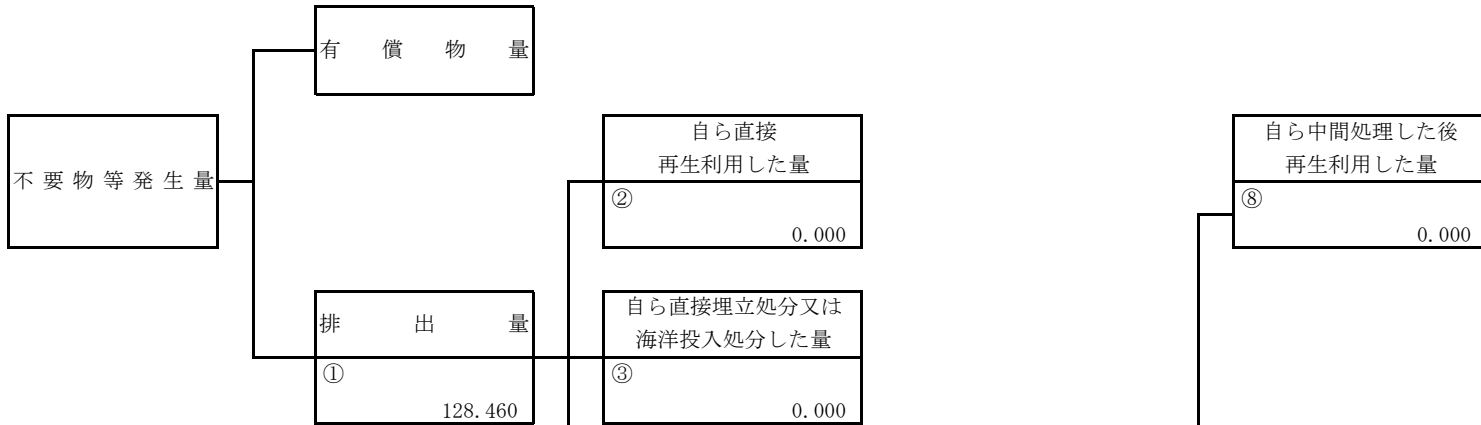 有償物量
自ら直接
再生利用した量
②
0.000
自ら中間処理した後
再生利用した量
⑧
0.000
不要物等発生量
排出量
①
128.460
自ら直接埋立処分又は
海洋投入処分した量
③
0.000